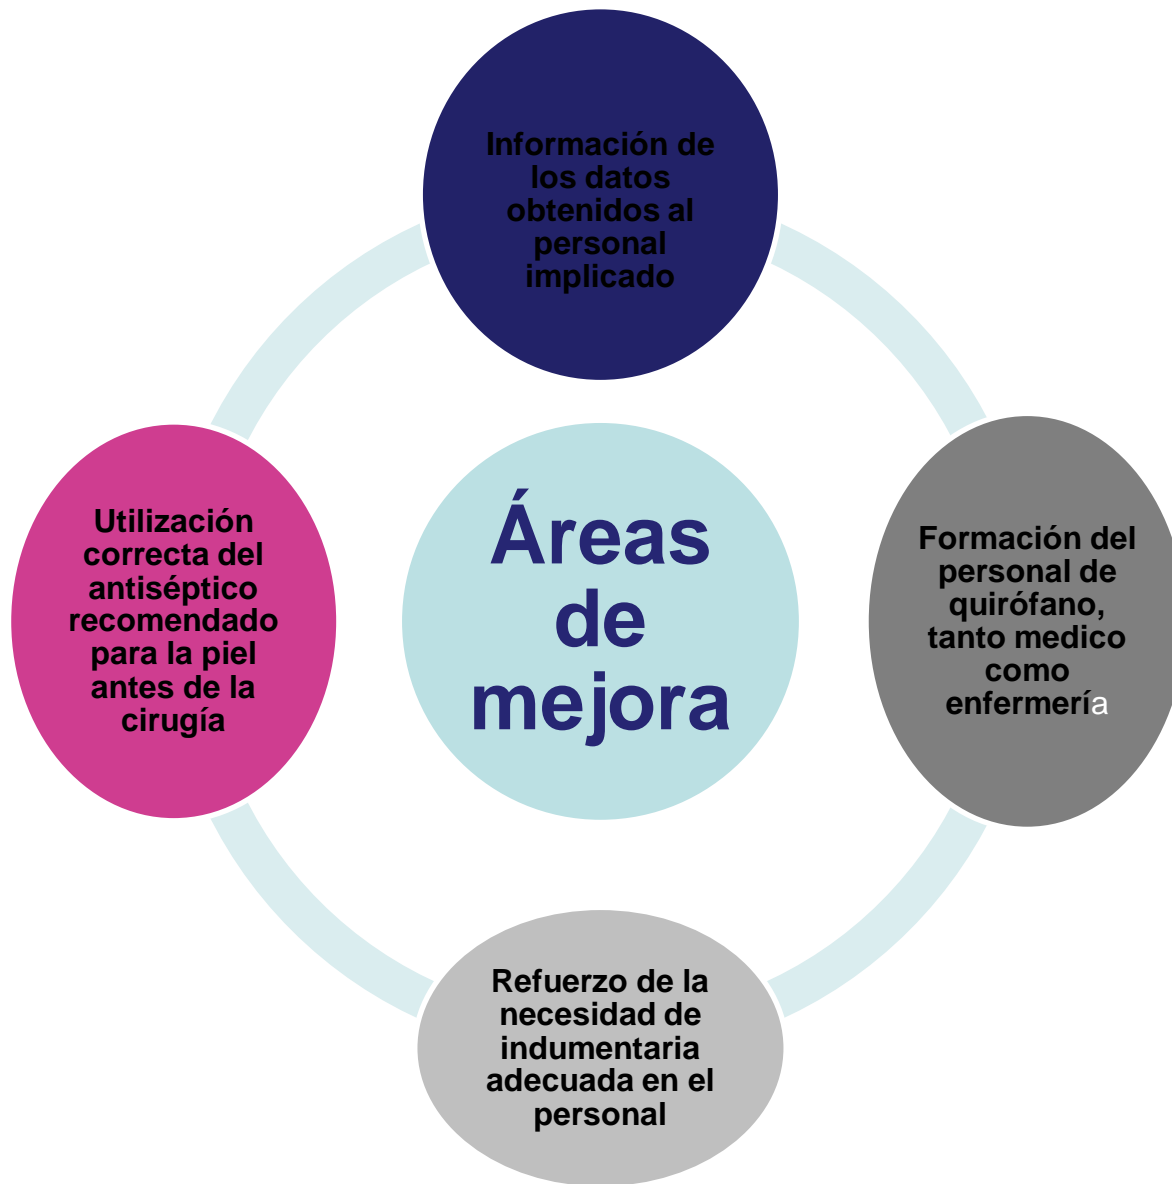 Información de
los datos
obtenidos al
personal
implicado
Utilización
correcta del
antiséptico
recomendado
para la piel
antes de la
cirugía
Áreas
de
mejora
Formación del
personal de
quirófano,
tanto medico
como
enfermería
Refuerzo de la
necesidad de
indumentaria
adecuada en el
personal